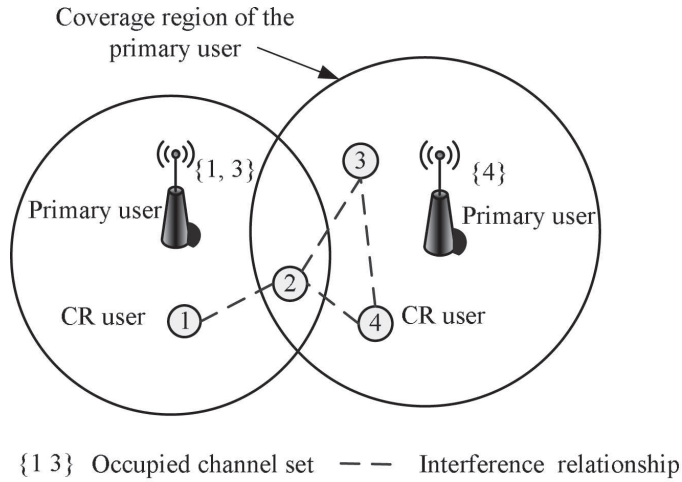 Coverage region of the
primary user
{1, 3}
3
{4}
Primary user
Primary user
2
CR user
1
4
CR user
{1 3} Occupied channel set
Interference relationship